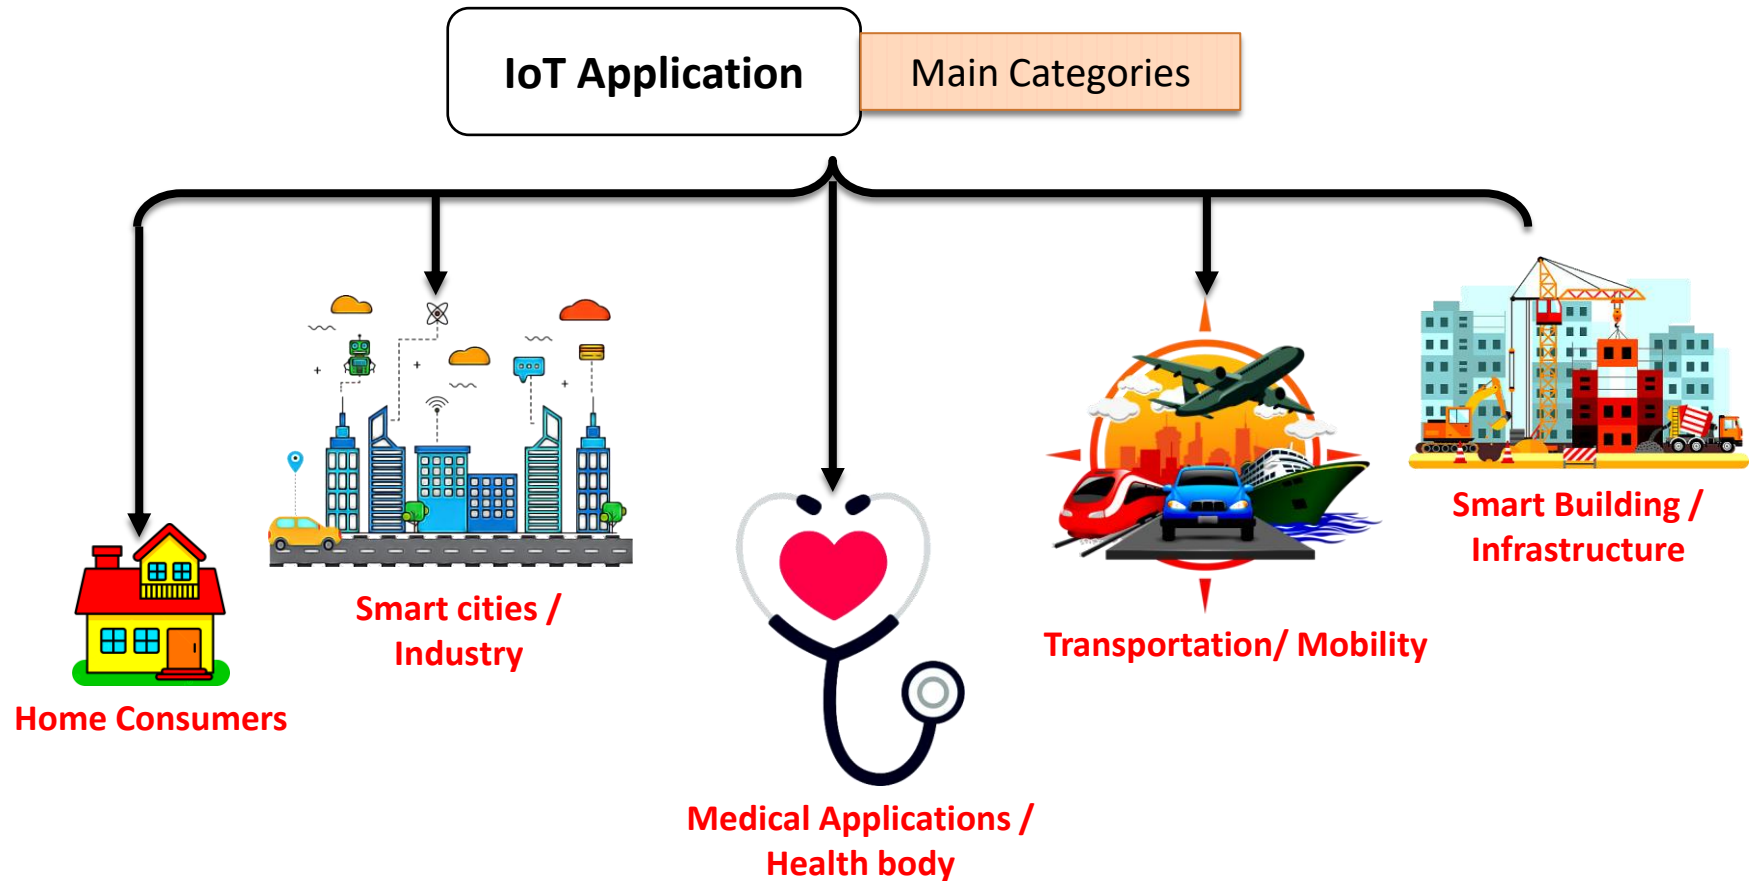 IoT Application
Main Categories
Home Consumers
Smart cities /
Industry
Medical Applications /
Health body
Transportation/ Mobility
Smart Building /
Infrastructure